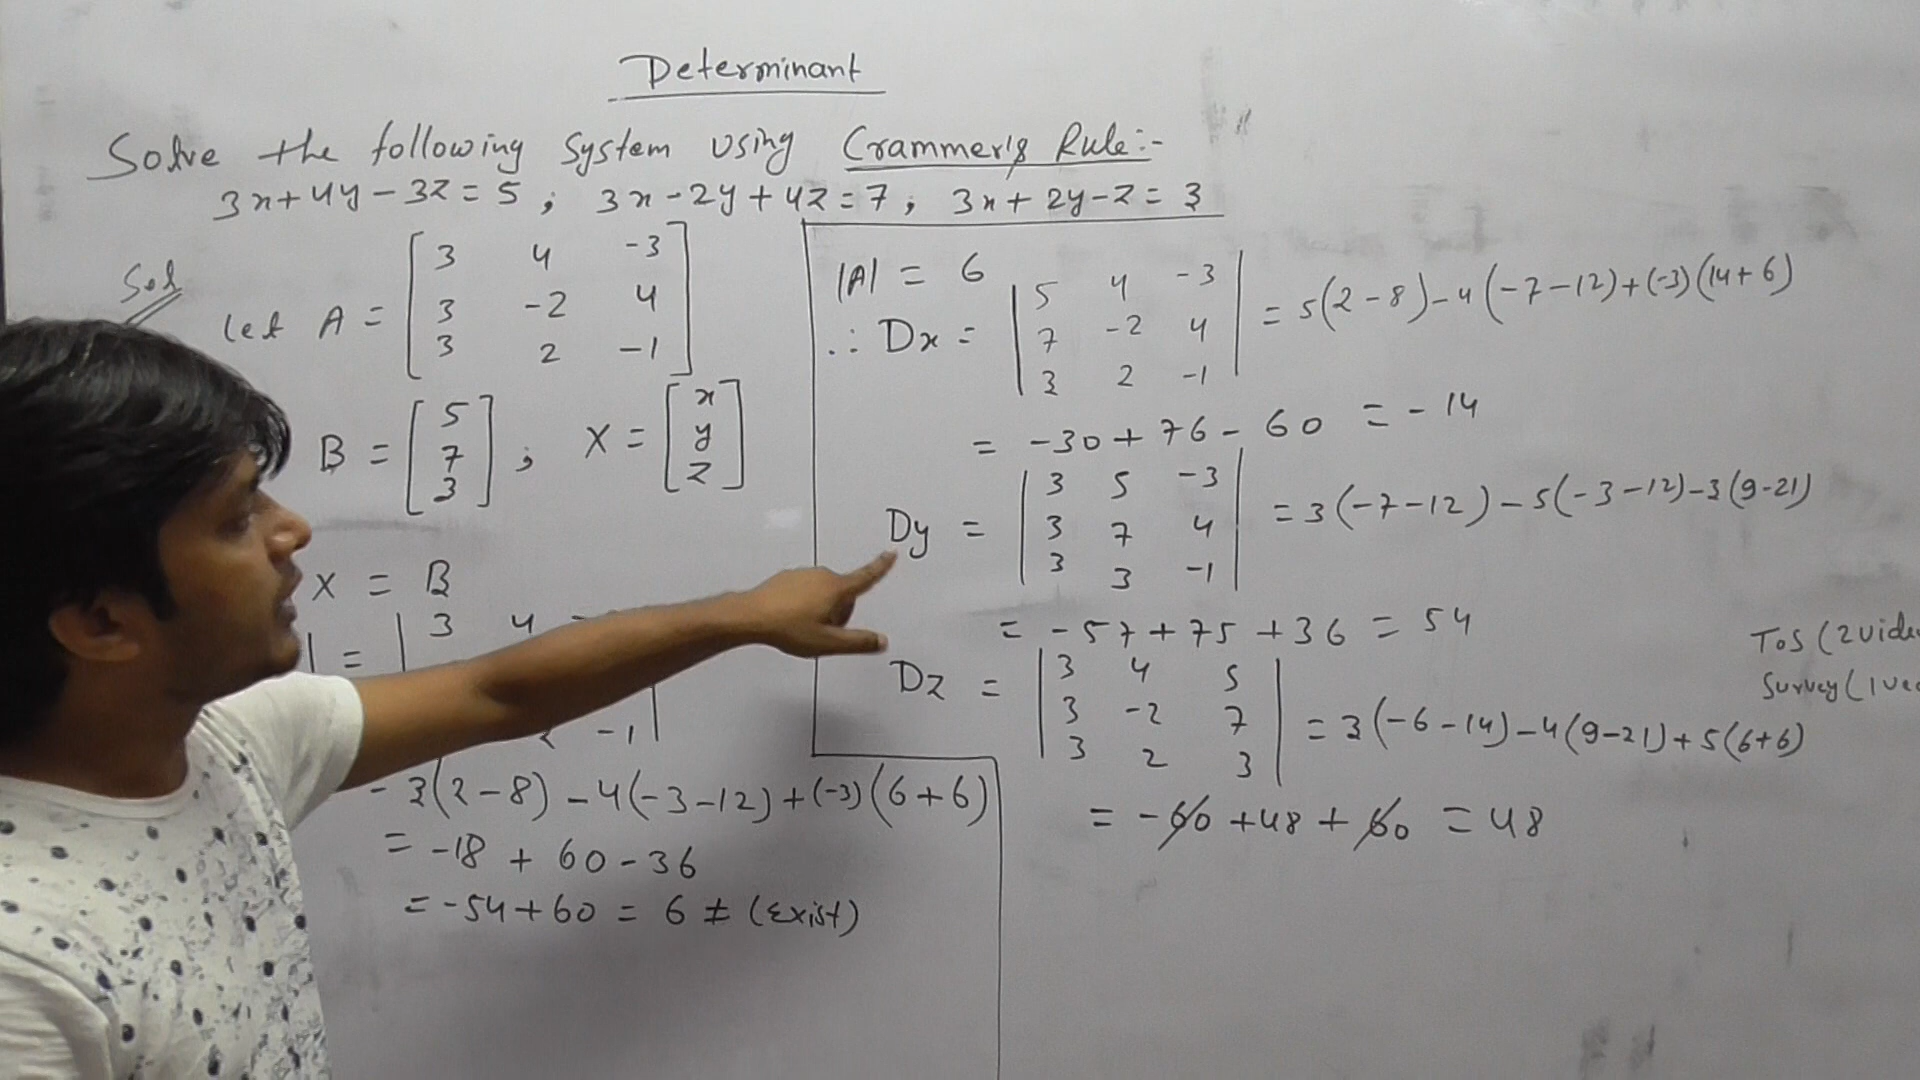 Determinant
Solve the following system using Crammer's Rule:-
3x+4y-3z=5 ; 3x-2y+4z=7 ; 3x+2y-z=3
Sol
Let A = [ 3 4 -3
3 -2 4
3 2 -1 ]
B = [ 5
7
3 ] ; X = [ x
y
z ]
X = B
| = | 3 4
-1 |
3(2-8)-4(-3-12)+(-3)(6+6)
= -18 + 60 - 36
= -54+60 = 6 ≠ (Exist)
|A| = 6
∴ Dx = | 5 4 -3
7 -2 4
3 2 -1 | = 5(2-8)-4(-7-12)+(-3)(14+6)
= -30 + 76 - 60 = -14
Dy = | 3 5 -3
3 7 4
3 3 -1 | = 3(-7-12)-5(-3-12)-3(9-21)
= -57+75+36 = 54
Dz = | 3 4 5
3 -2 7
3 2 3 | = 3(-6-14)-4(9-21)+5(6+6)
= -60 +48 + 60 = 48
TOS (2 vide
Survey (1